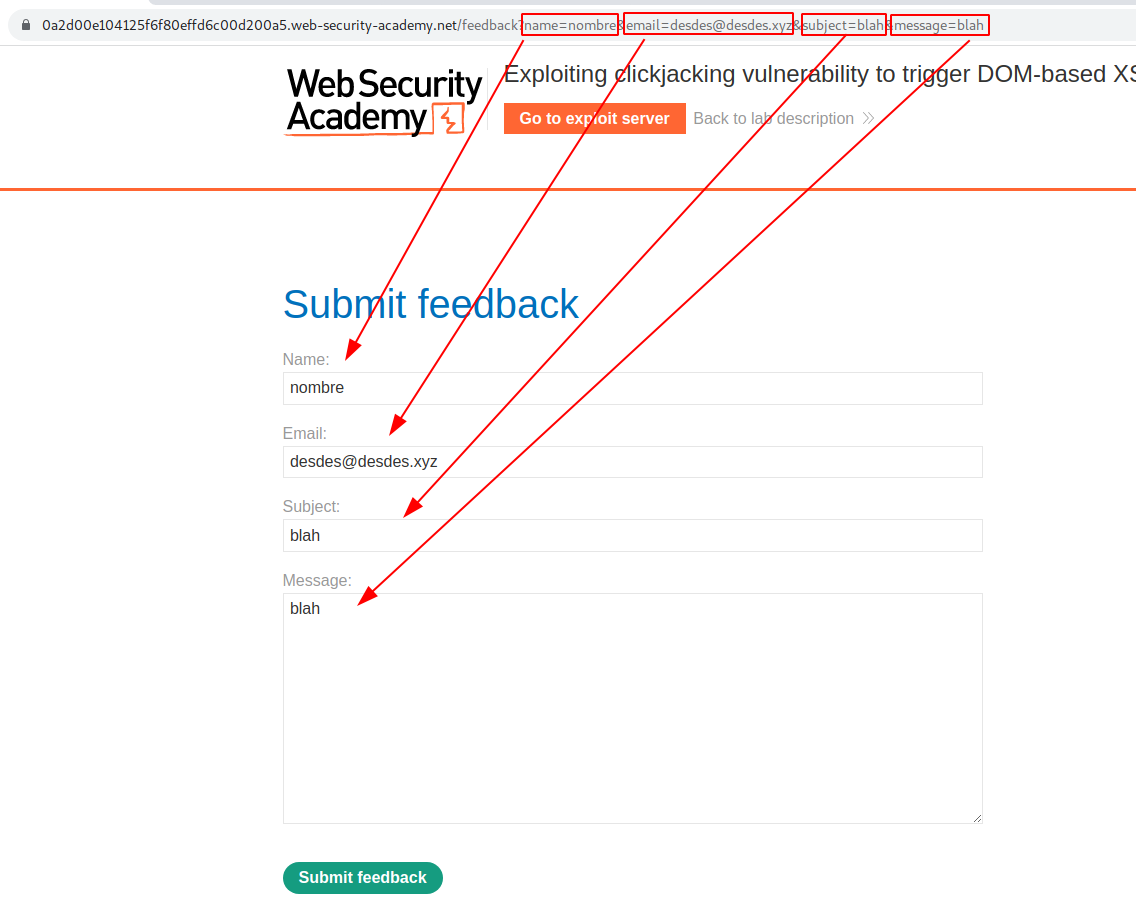 0a2d00e104125f6f80effd6c00d200a5.web-security-academy.net/feedback?name=nombre&email=desdes@desdes.xyz&subject=blah&message=blah
Web Security
Academy
Exploiting clickjacking vulnerability to trigger DOM-based XS
Go to exploit server
Back to lab description
Submit feedback
Name:
nombre
Email:
desdes@desdes.xyz
Subject:
blah
Message:
blah
Submit feedback